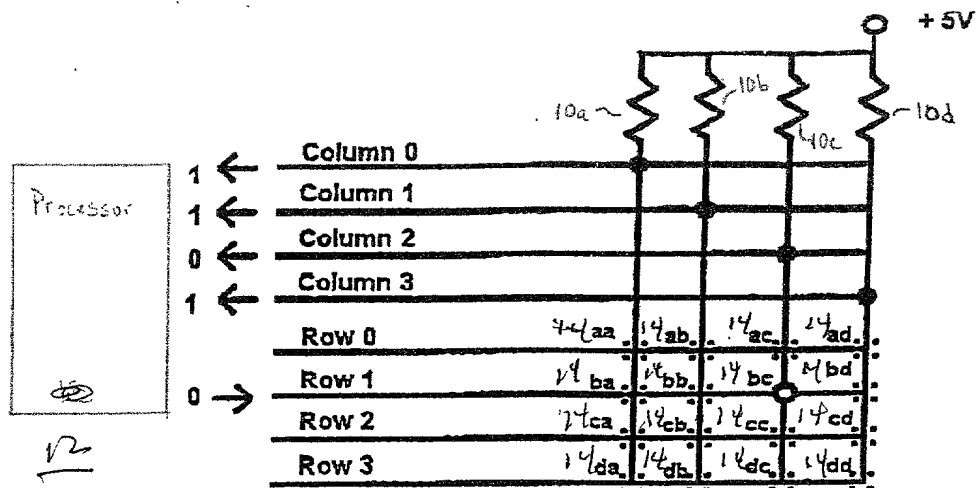 + 5V
10a
10b
10c
10d
Processor
1 Column 0
1 Column 1
0 Column 2
1 Column 3
Row 0 14aa 14ab 14ac 14ad
0 Row 1 14ba 14bb 14bc 14bd
Row 2 14ca 14cb 14cc 14cd
Row 3 14da 14db 14dc 14dd
12